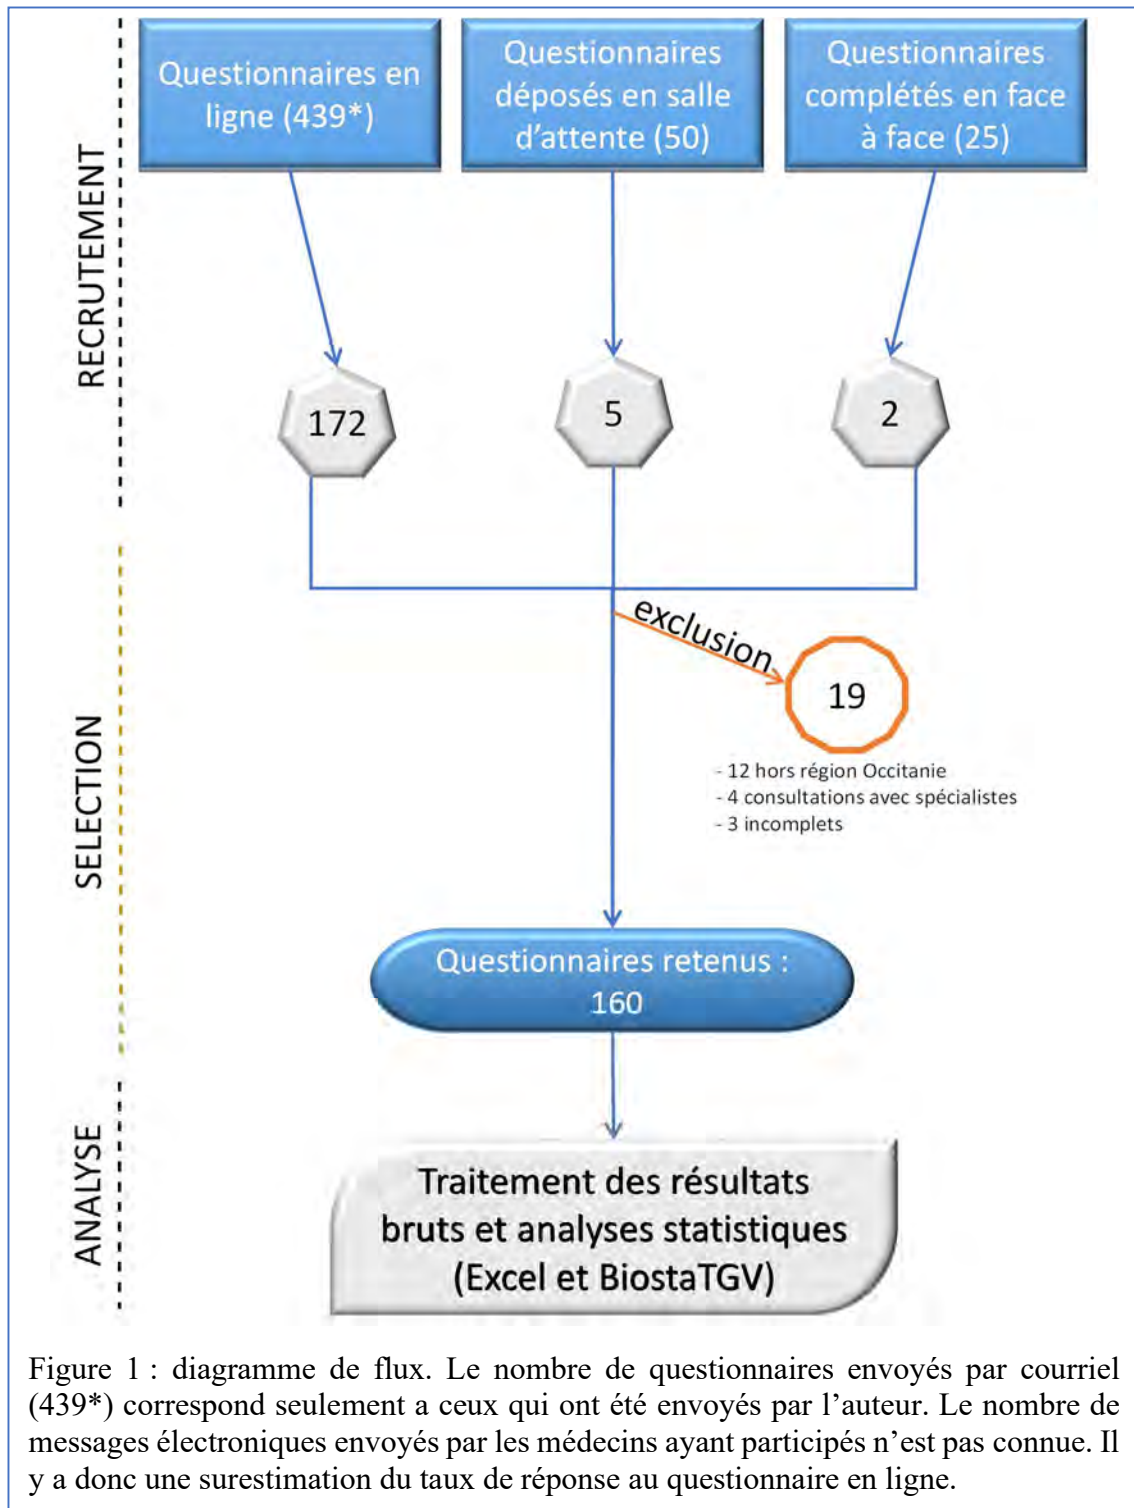 RECRUTEMENT
Questionnaires en
ligne (439*)
Questionnaires
déposés en salle
d'attente (50)
Questionnaires
complétés en face
à face (25)
172
5
2
SELECTION
exclusion
19
- 12 hors région Occitanie
- 4 consultations avec spécialistes
- 3 incomplets
Questionnaires retenus :
160
ANALYSE
Traitement des résultats
bruts et analyses statistiques
(Excel et BiostaTGV)
Figure 1 : diagramme de flux. Le nombre de questionnaires envoyés par courriel
(439*) correspond seulement a ceux qui ont été envoyés par l'auteur. Le nombre de
messages électroniques envoyés par les médecins ayant participés n'est pas connue. Il
y a donc une surestimation du taux de réponse au questionnaire en ligne.